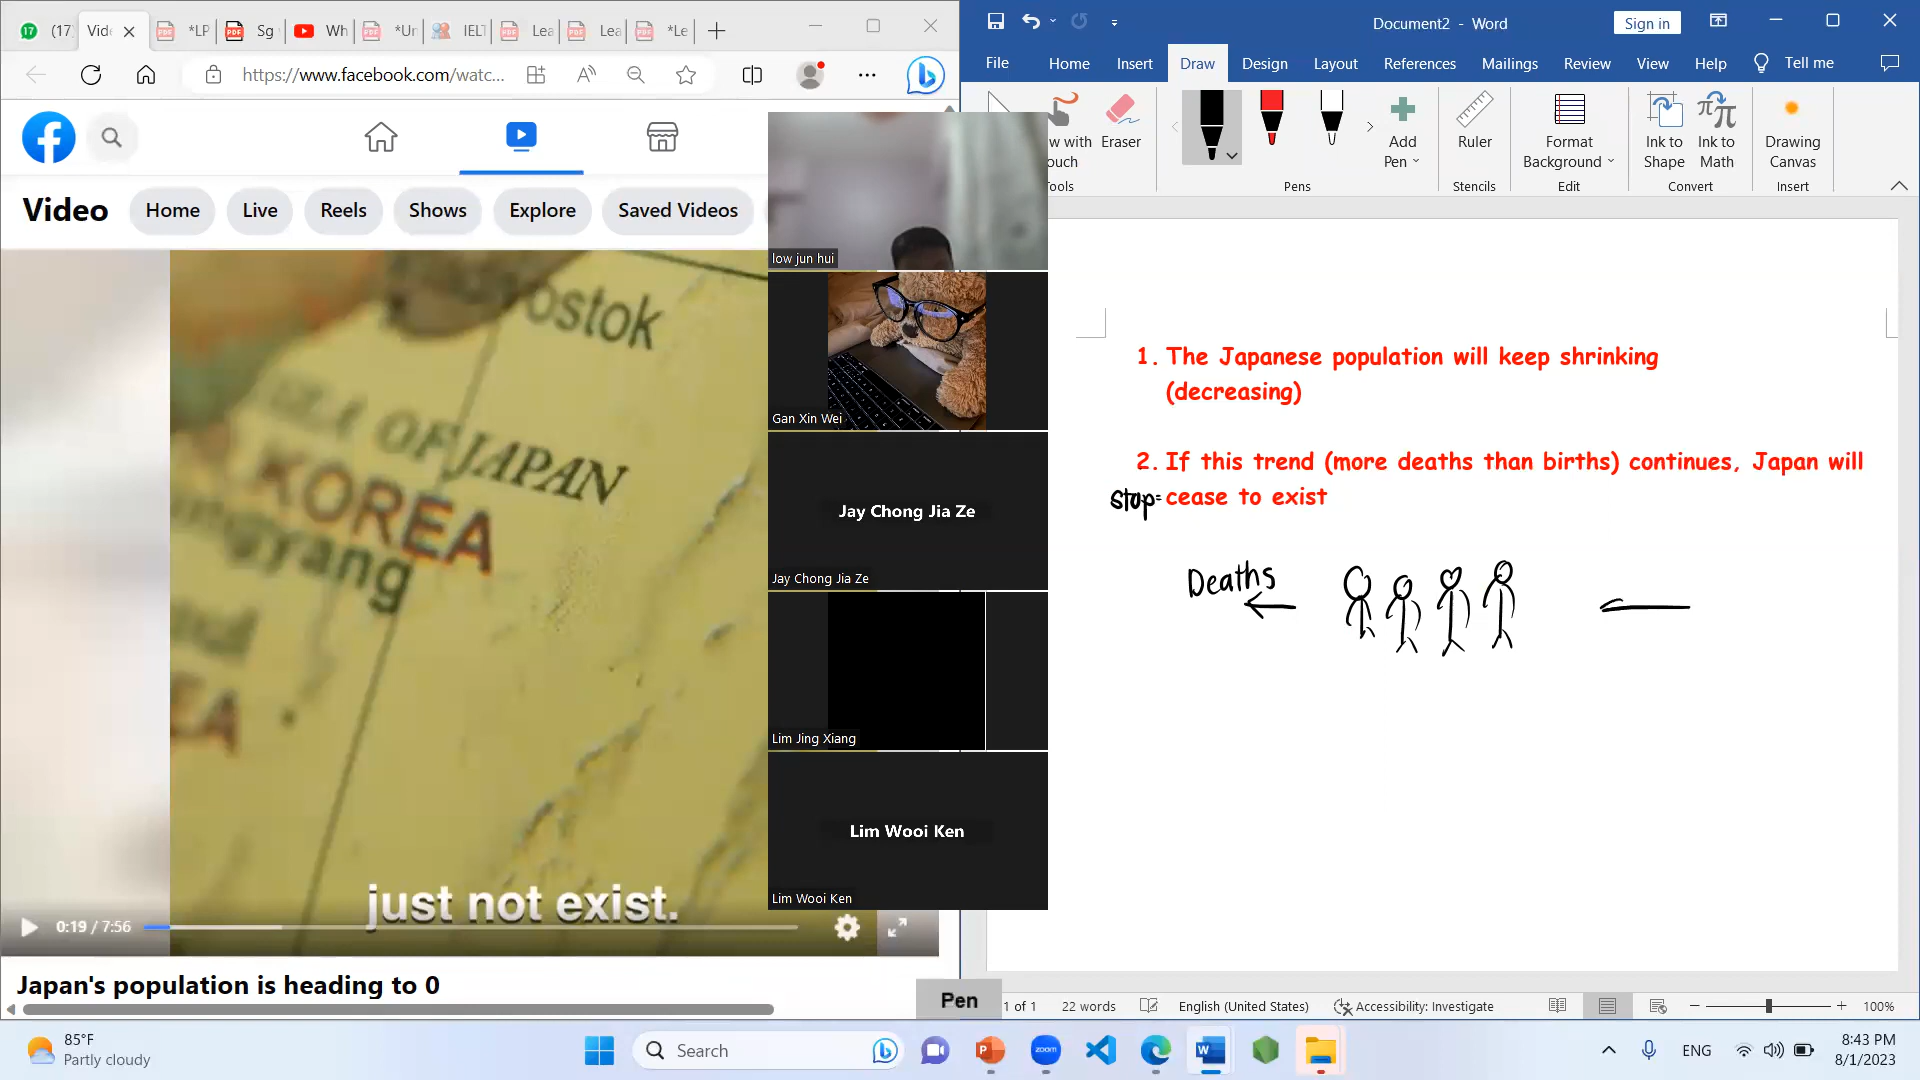 (17
Vid
*LP
Sg
Wh
*Ur
IELT
Lea
Lea
*Le
https://www.facebook.com/watc...
Video
Home
Live
Reels
Shows
Explore
Saved Videos
ostok
SEA OF JAPAN
KOREA
ngyang
EA
just not exist.
0:19 / 7:56
Japan's population is heading to 0
low jun hui
Gan Xin Wei
Jay Chong Jia Ze
Jay Chong Jia Ze
Lim Jing Xiang
Lim Wooi Ken
Lim Wooi Ken
Document2 - Word
Sign in
File
Home
Insert
Draw
Design
Layout
References
Mailings
Review
View
Help
Tell me
w with
ouch
Eraser
Tools
Pens
Add
Pen
Ruler
Stencils
Format
Background
Edit
Ink to
Shape
Ink to
Math
Convert
Drawing
Canvas
Insert
1. The Japanese population will keep shrinking
(decreasing)
2. If this trend (more deaths than births) continues, Japan will
stop= cease to exist
Deaths
Pen
1 of 1
22 words
English (United States)
Accessibility: Investigate
100%
85°F
Partly cloudy
Search
zoom
ENG
8:43 PM
8/1/2023